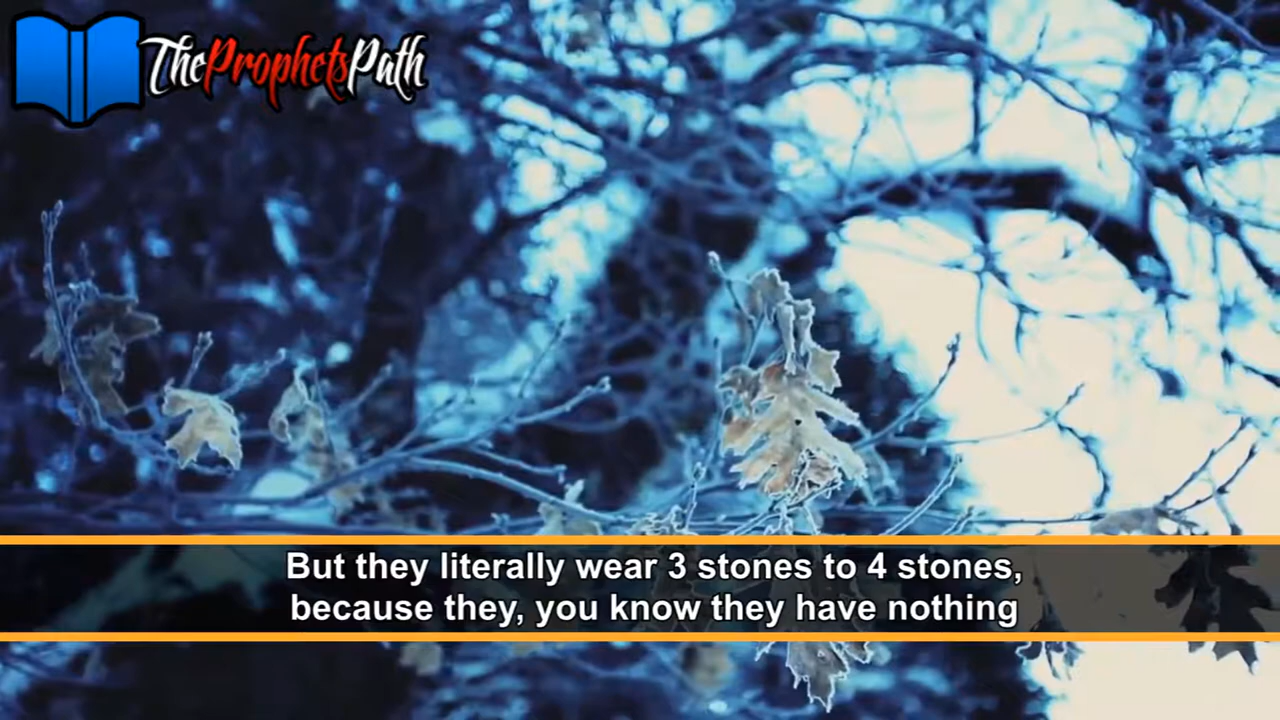 TheProphetsPath
But they literally wear 3 stones to 4 stones,
because they, you know they have nothing